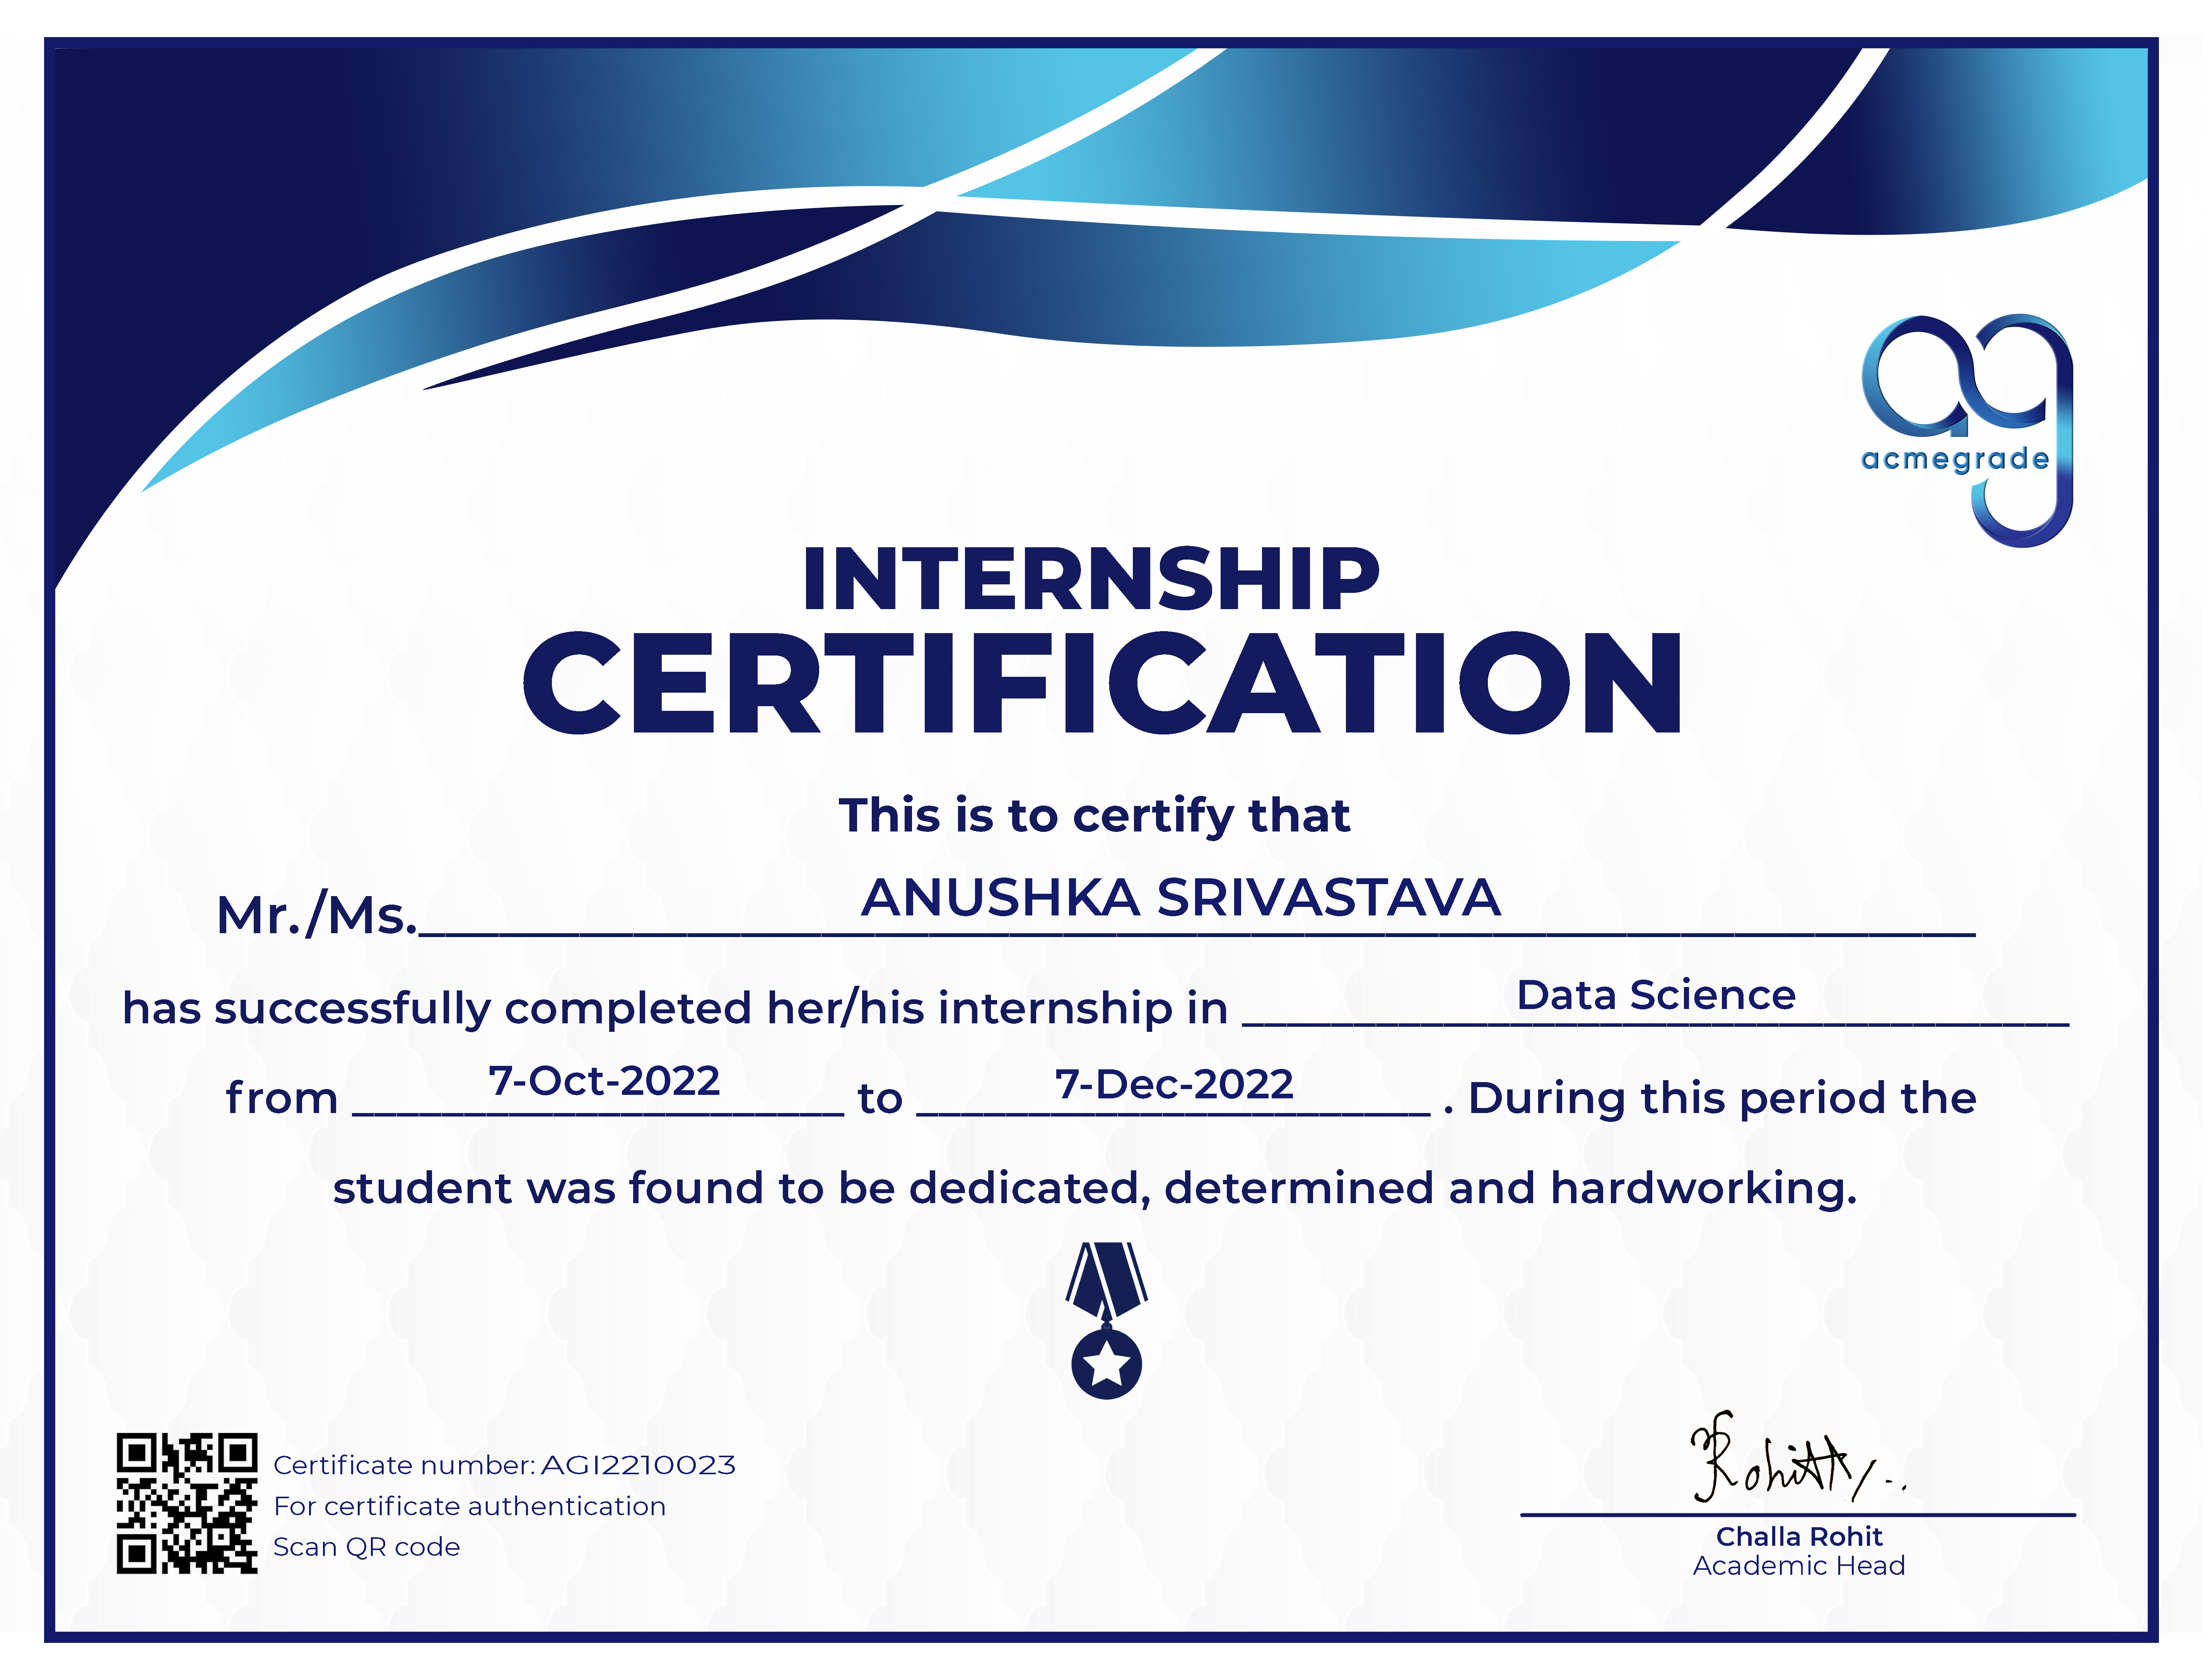 acmegrade
INTERNSHIP
CERTIFICATION
This is to certify that
Mr./Ms. ANUSHKA SRIVASTAVA
has successfully completed her/his internship in Data Science
from 7-Oct-2022 to 7-Dec-2022 . During this period the
student was found to be dedicated, determined and hardworking.
Certificate number: AGI2210023
For certificate authentication
Scan QR code
Challa Rohit
Academic Head